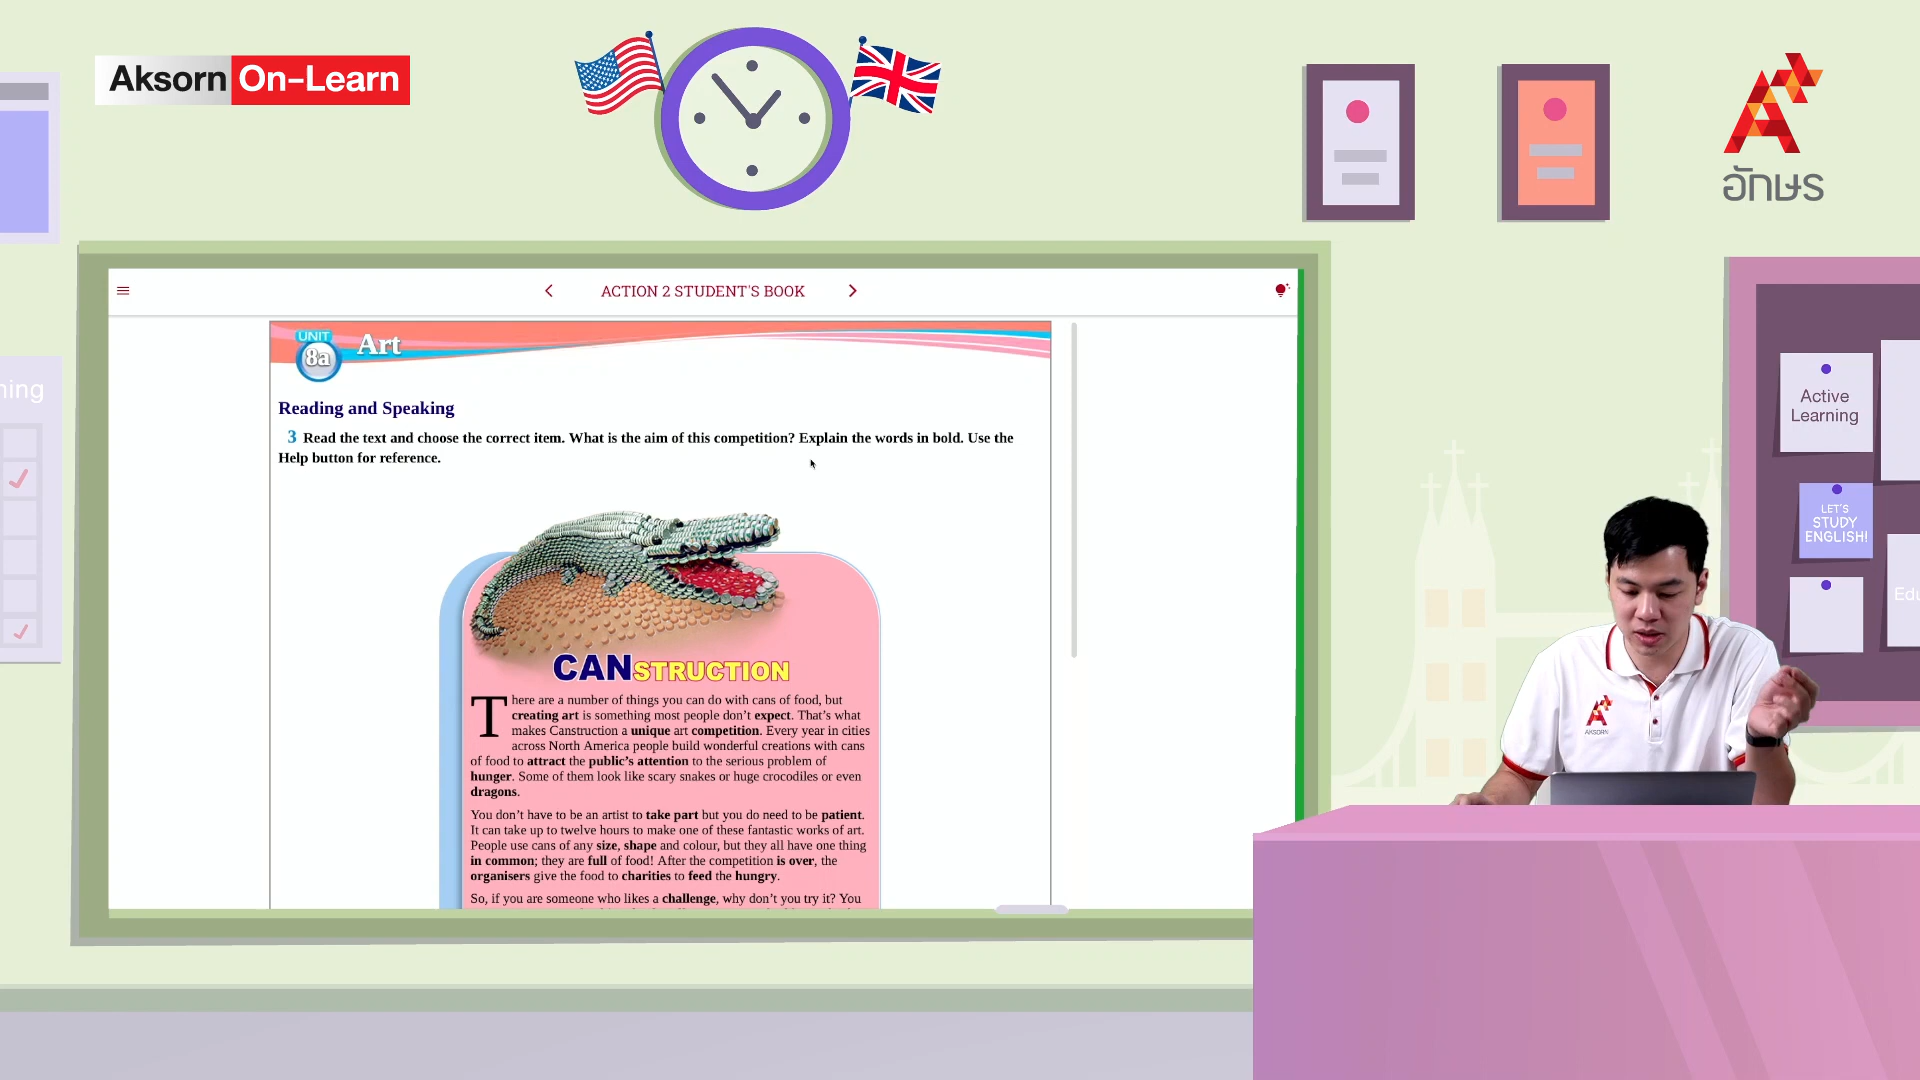 Aksorn On-Learn
อักษร
ning
ACTION 2 STUDENT'S BOOK
UNIT
8a
Art
Reading and Speaking
3 Read the text and choose the correct item. What is the aim of this competition? Explain the words in bold. Use the
Help button for reference.
CANSTRUCTION
There are a number of things you can do with cans of food, but
creating art is something most people don't expect. That's what
makes Canstruction a unique art competition. Every year in cities
across North America people build wonderful creations with cans
of food to attract the public's attention to the serious problem of
hunger. Some of them look like scary snakes or huge crocodiles or even
dragons.
You don't have to be an artist to take part but you do need to be patient.
It can take up to twelve hours to make one of these fantastic works of art.
People use cans of any size, shape and colour, but they all have one thing
in common; they are full of food! After the competition is over, the
organisers give the food to charities to feed the hungry.
So, if you are someone who likes a challenge, why don't you try it? You
Active
Learning
LET'S
STUDY
ENGLISH!
Edu
AKSORN